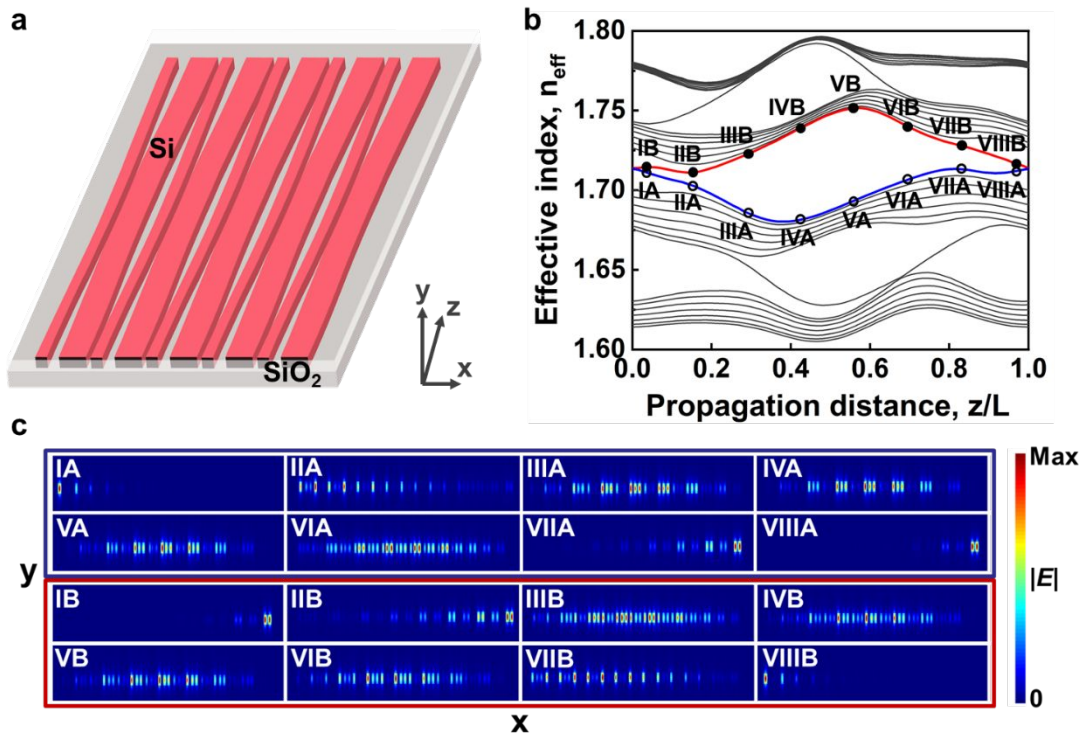 a
Si
SiO₂
y
z
x
b
Effective index, n_eff
1.80
1.75
1.70
1.65
1.60
IB
IIB
IIIB
IVB
VB
VIB
VIIB
VIIIB
IA
IIA
IIIA
IVA
VA
VIA
VIIA
VIIIA
0.0 0.2 0.4 0.6 0.8 1.0
Propagation distance, z/L
c
IA IIA IIIA IVA
VA VIA VIIA VIIIA
y
IB IIB IIIB IVB
VB VIB VIIB VIIIB
x
Max
|E|
0